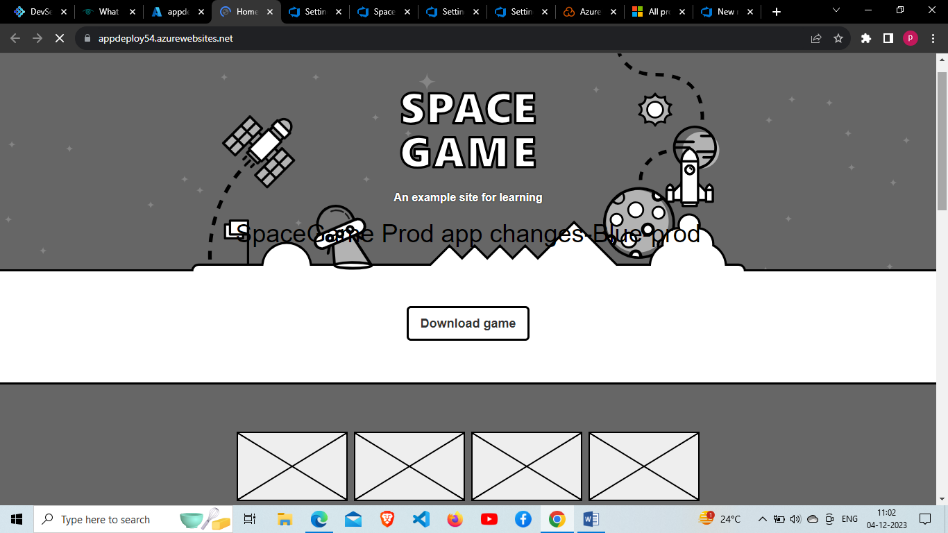 DevS
What
appde
Home
Settin
Space
Settin
Settin
Azure
All pr
New
appdeploy54.azurewebsites.net
p
SPACE
GAME
An example site for learning
SpaceGame Prod app changes-Blue-prod
Download game
Type here to search
24°C
ENG
11:02
04-12-2023